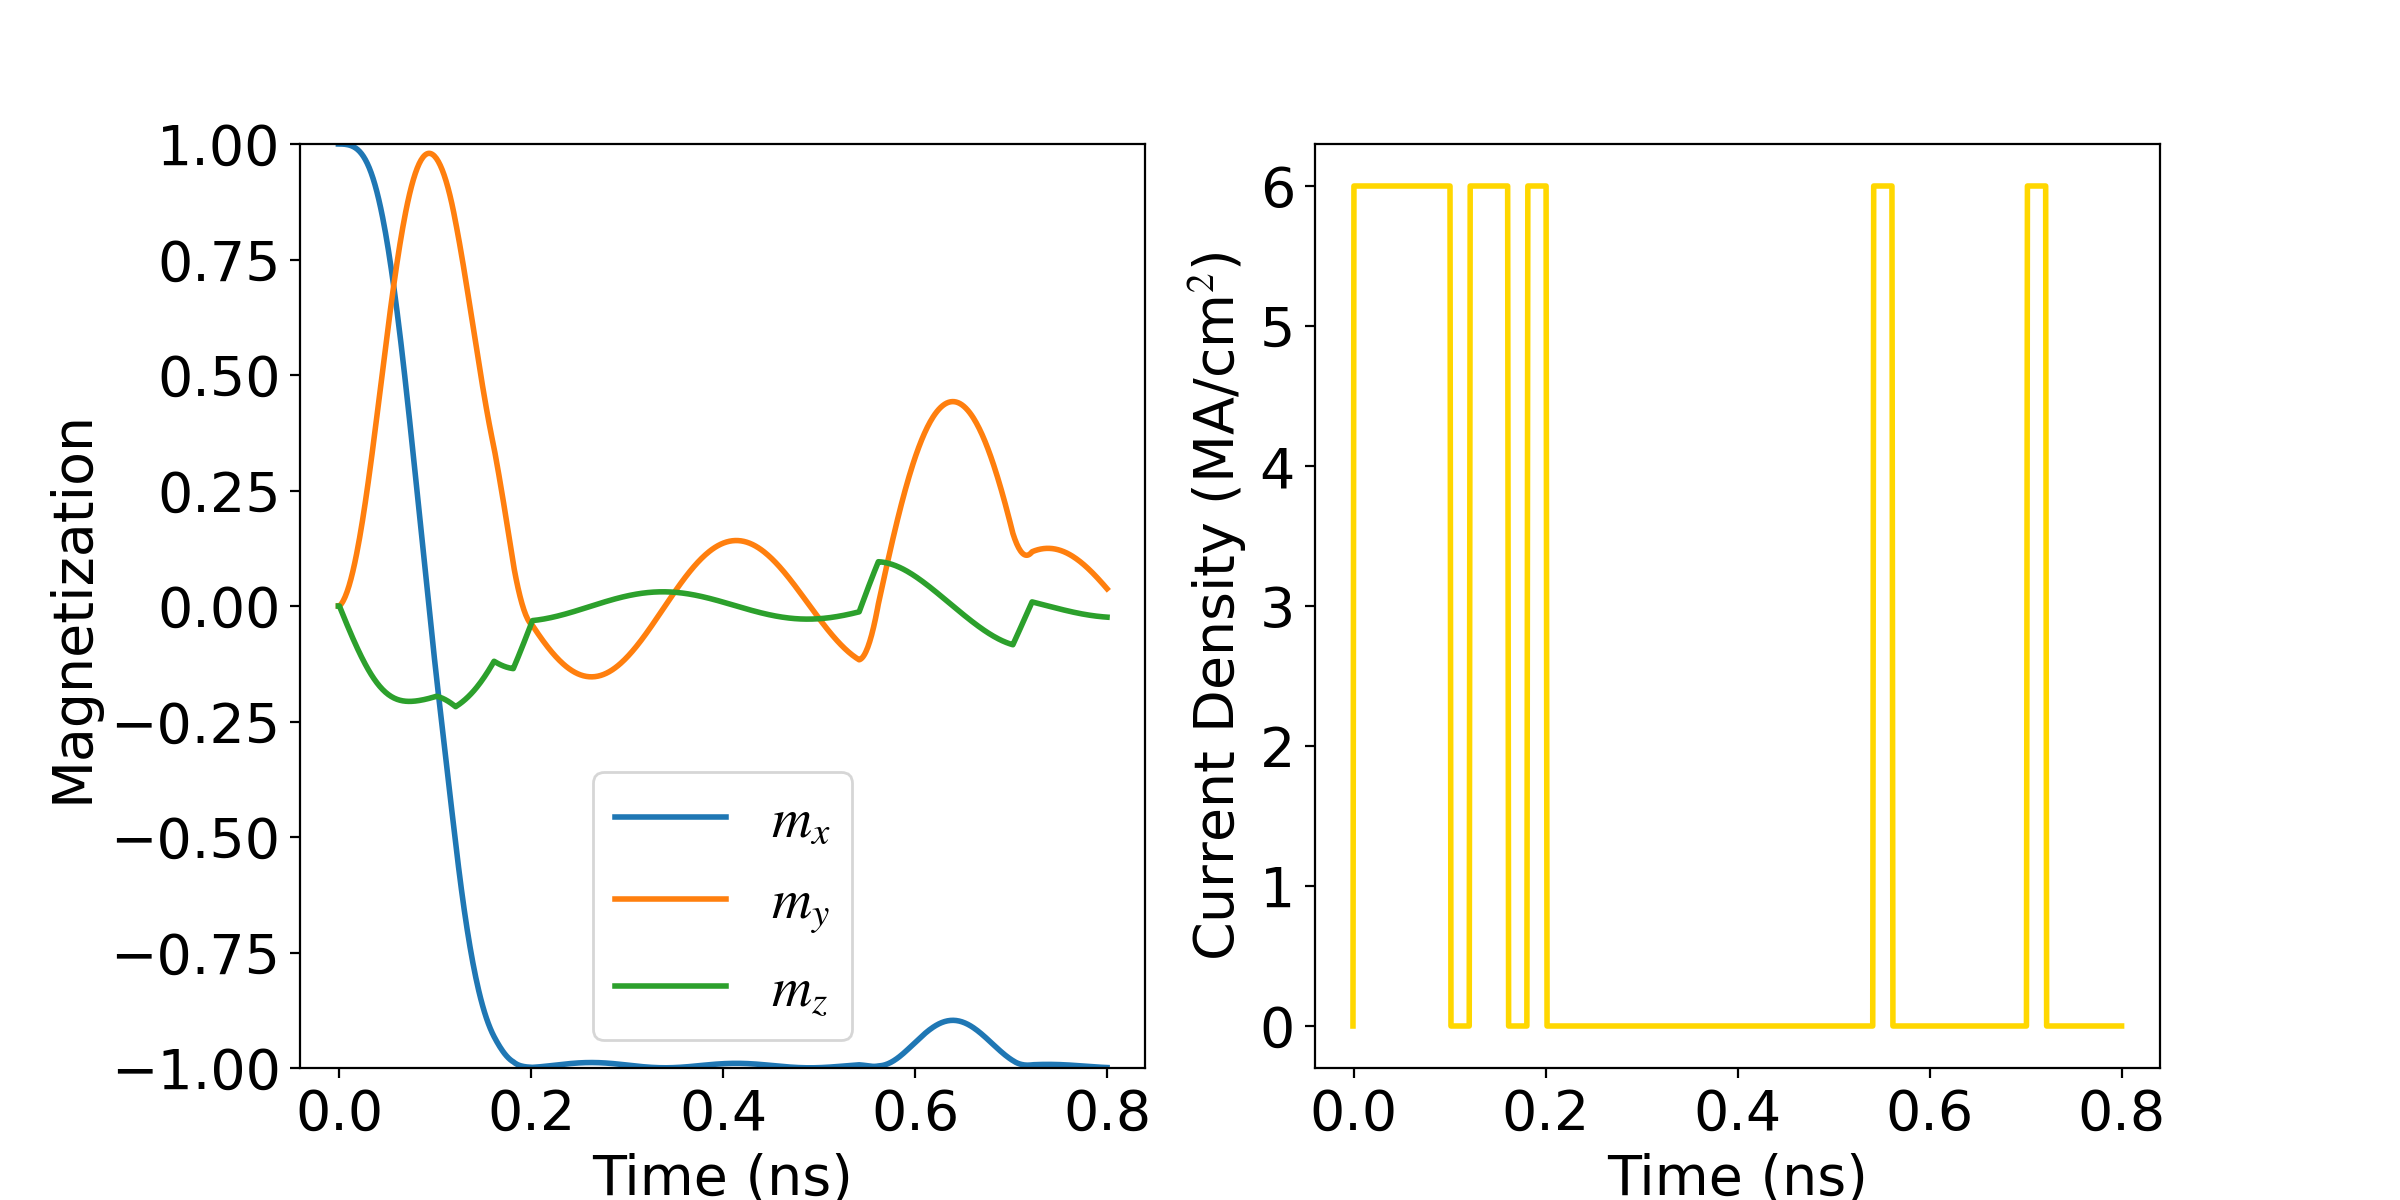 1.00
0.75
0.50
0.25
0.00
−0.25
−0.50
−0.75
−1.00
Magnetization
0.0 0.2 0.4 0.6 0.8
Time (ns)
m_x
m_y
m_z
6
5
4
3
2
1
0
Current Density (MA/cm²)
0.0 0.2 0.4 0.6 0.8
Time (ns)